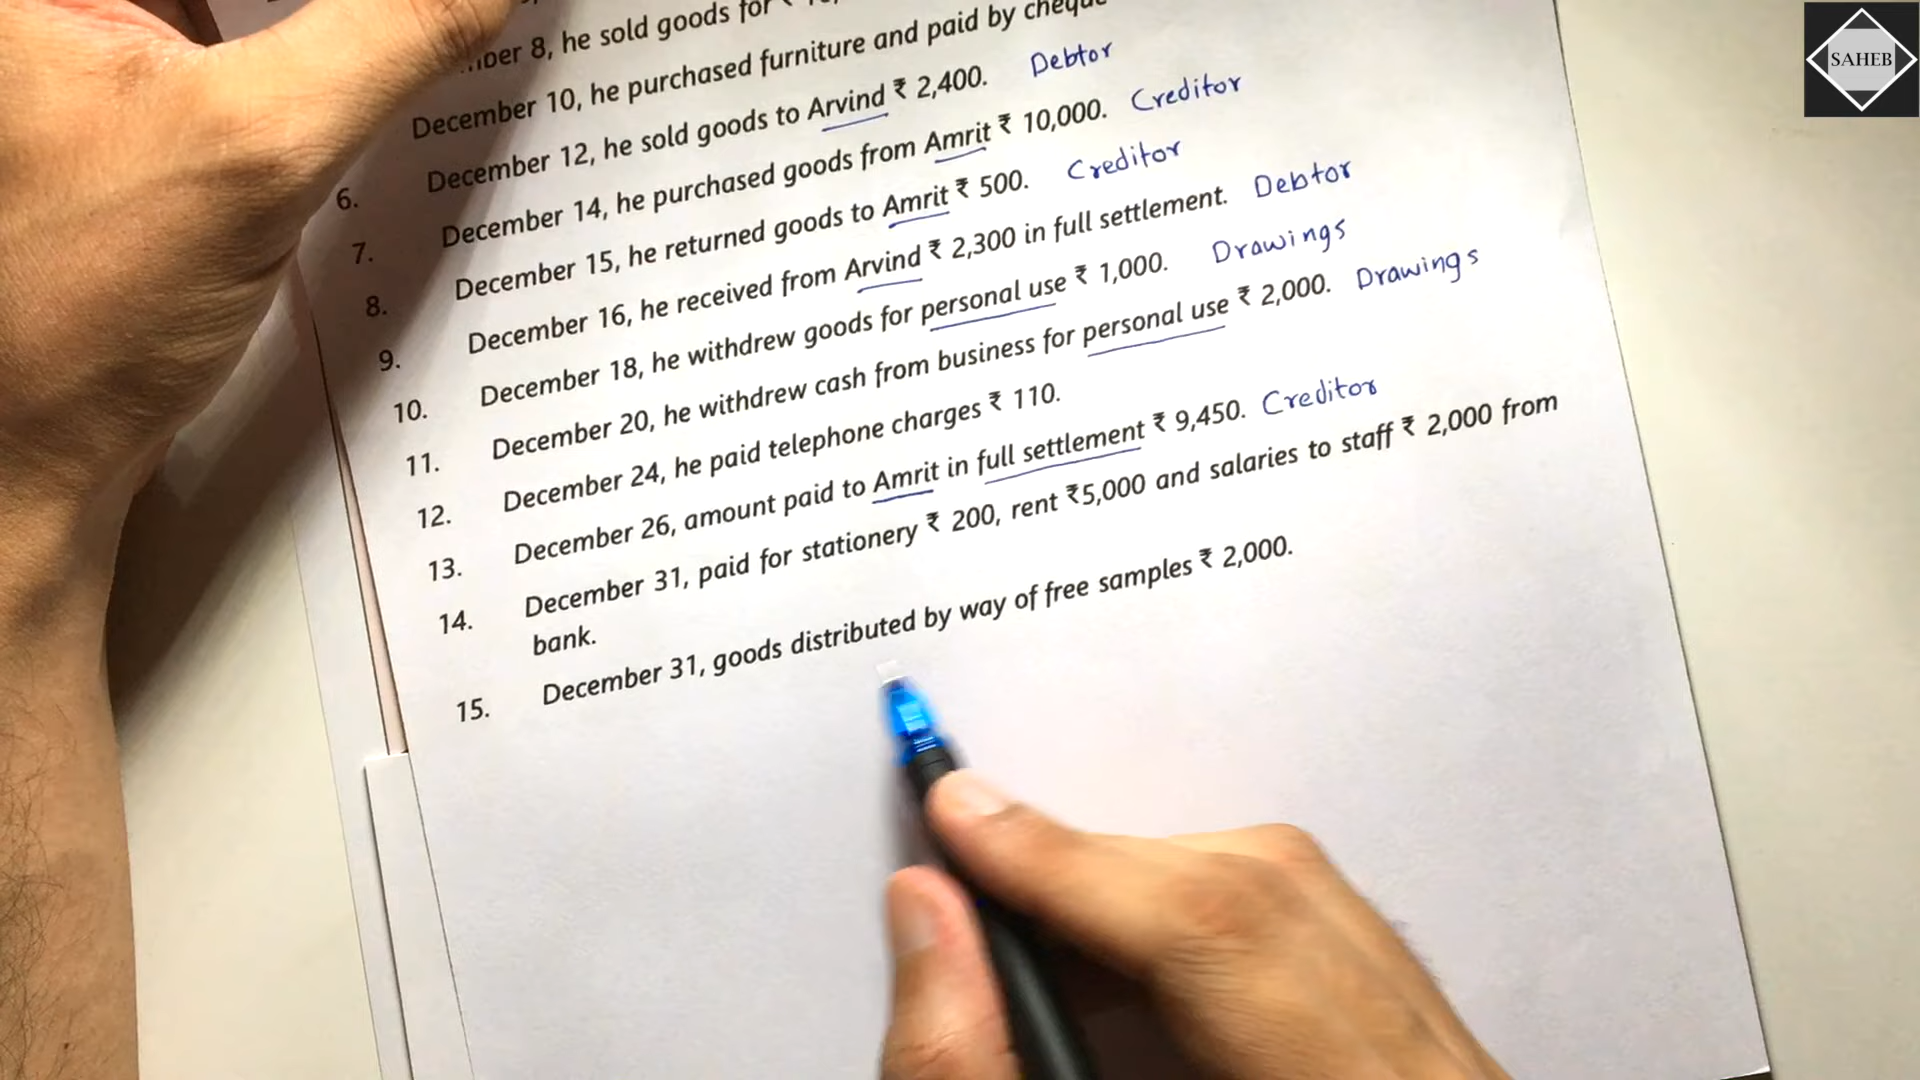 8, he sold goods for ₹
December 10, he purchased furniture and paid by cheque
6. December 12, he sold goods to Arvind ₹ 2,400. Debtor
7. December 14, he purchased goods from Amrit ₹ 10,000. Creditor
8. December 15, he returned goods to Amrit ₹ 500. Creditor
9. December 16, he received from Arvind ₹ 2,300 in full settlement. Debtor
10. December 18, he withdrew goods for personal use ₹ 1,000. Drawings
11. December 20, he withdrew cash from business for personal use ₹ 2,000. Drawings
12. December 24, he paid telephone charges ₹ 110.
13. December 26, amount paid to Amrit in full settlement ₹ 9,450. Creditor
14. December 31, paid for stationery ₹ 200, rent ₹5,000 and salaries to staff ₹ 2,000 from
bank.
15. December 31, goods distributed by way of free samples ₹ 2,000.
SAHEB